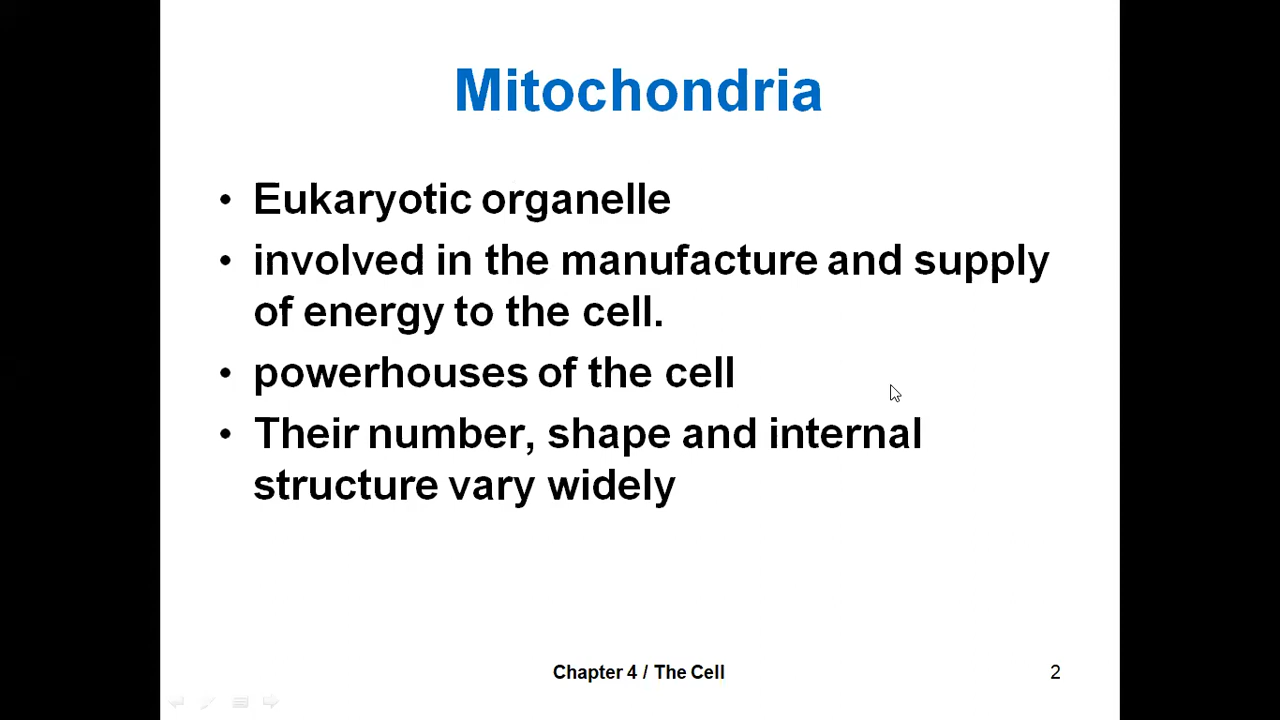 Mitochondria
• Eukaryotic organelle
• involved in the manufacture and supply
of energy to the cell.
• powerhouses of the cell
• Their number, shape and internal
structure vary widely
Chapter 4 / The Cell
2